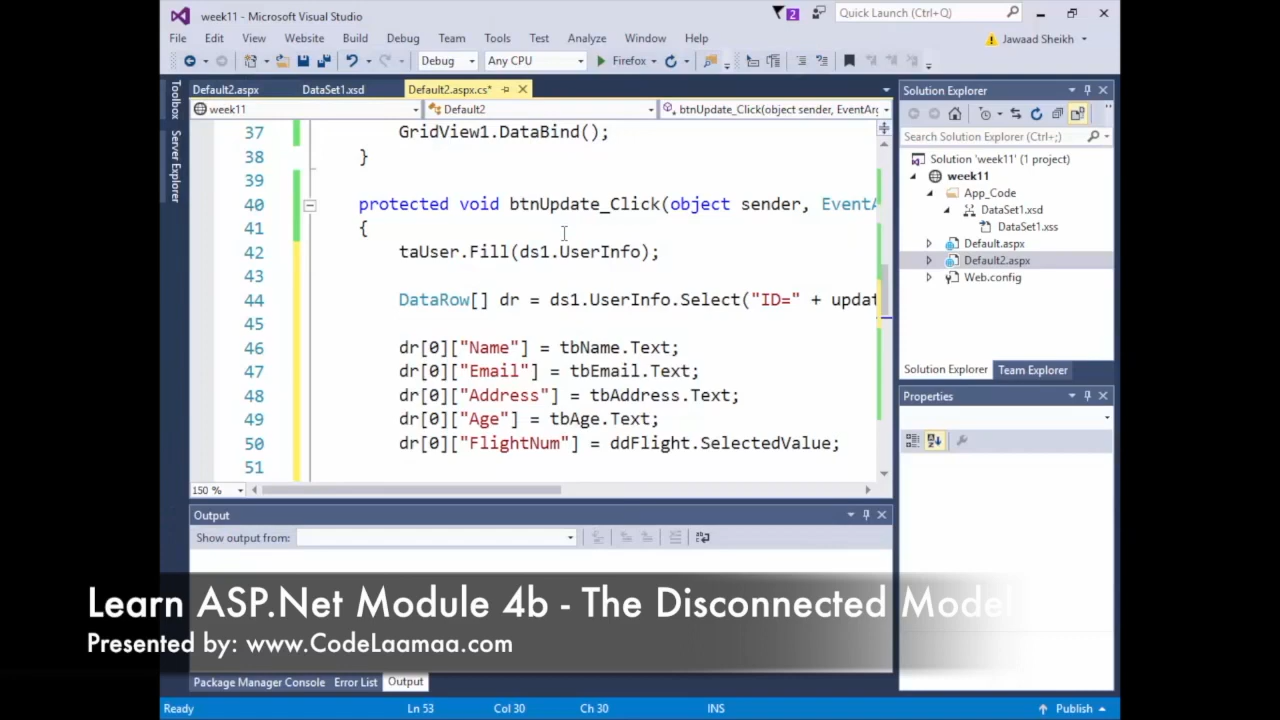 week11 - Microsoft Visual Studio
2
Quick Launch (Ctrl+Q)
File Edit View Website Build Debug Team Tools Test Analyze Window Help
Jawaad Sheikh
Debug Any CPU Firefox
Toolbox
Server Explorer
Default2.aspx DataSet1.xsd Default2.aspx.cs*
week11 Default2 btnUpdate_Click(object sender, EventArg
37 GridView1.DataBind();
38 }
39
40 protected void btnUpdate_Click(object sender, EventA
41 {
42 taUser.Fill(ds1.UserInfo);
43
44 DataRow[] dr = ds1.UserInfo.Select("ID=" + updat
45
46 dr[0]["Name"] = tbName.Text;
47 dr[0]["Email"] = tbEmail.Text;
48 dr[0]["Address"] = tbAddress.Text;
49 dr[0]["Age"] = tbAge.Text;
50 dr[0]["FlightNum"] = ddFlight.SelectedValue;
51
150 %
Solution Explorer
Search Solution Explorer (Ctrl+;)
Solution 'week11' (1 project)
week11
App_Code
DataSet1.xsd
DataSet1.xss
Default.aspx
Default2.aspx
Web.config
Solution Explorer Team Explorer
Properties
Output
Show output from:
Learn ASP.Net Module 4b - The Disconnected Model
Presented by: www.CodeLaamaa.com
Package Manager Console Error List Output
Ready Ln 53 Col 30 Ch 30 INS Publish